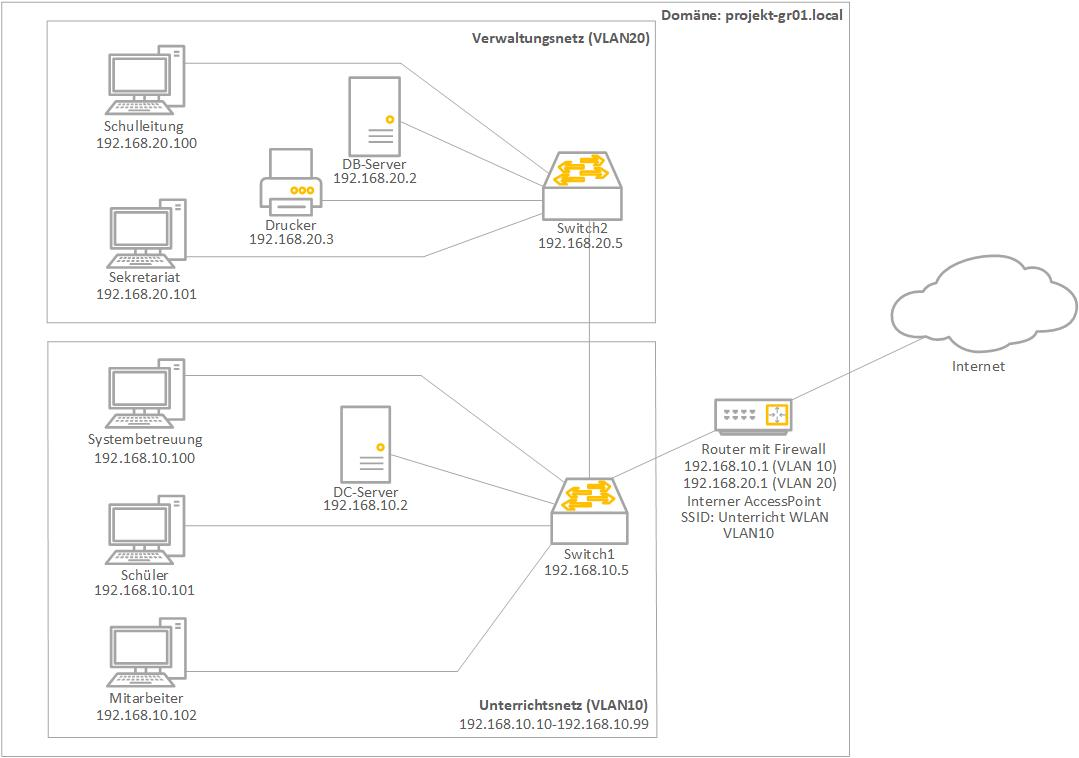 Domäne: projekt-gr01.local
Verwaltungsnetz (VLAN20)
Schulleitung
192.168.20.100
DB-Server
192.168.20.2
Drucker
192.168.20.3
Switch2
192.168.20.5
Sekretariat
192.168.20.101
Internet
Systembetreuung
192.168.10.100
DC-Server
192.168.10.2
Router mit Firewall
192.168.10.1 (VLAN 10)
192.168.20.1 (VLAN 20)
Interner AccessPoint
SSID: Unterricht WLAN
VLAN10
Switch1
192.168.10.5
Schüler
192.168.10.101
Mitarbeiter
192.168.10.102
Unterrichtsnetz (VLAN10)
192.168.10.10-192.168.10.99